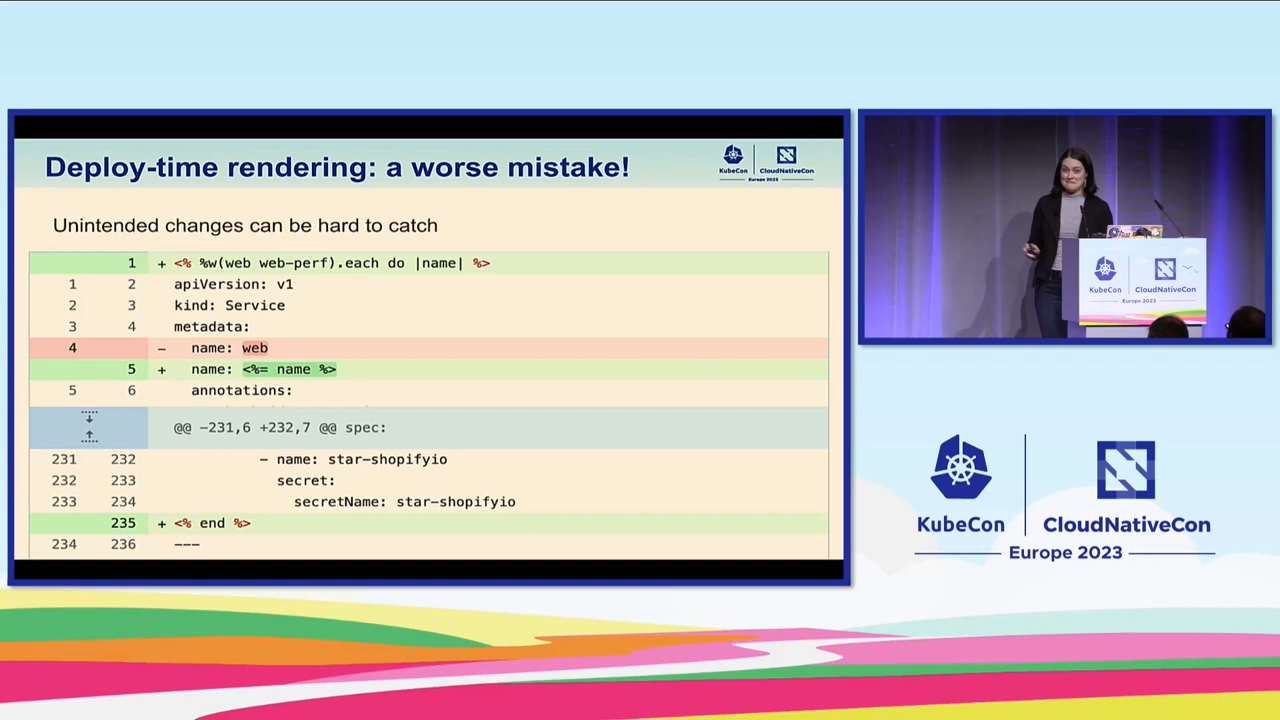 Deploy-time rendering: a worse mistake!
KubeCon
CloudNativeCon
Europe 2023
Unintended changes can be hard to catch
1 + <% %w(web web-perf).each do |name| %>
1 2 apiVersion: v1
2 3 kind: Service
3 4 metadata:
4 - name: web
5 + name: <%= name %>
5 6 annotations:
@@ -231,6 +232,7 @@ spec:
231 232 - name: star-shopifyio
232 233 secret:
233 234 secretName: star-shopifyio
235 + <% end %>
234 236 ---
KubeCon
CloudNativeCon
Europe 2023
KubeCon
CloudNativeCon
Europe 2023